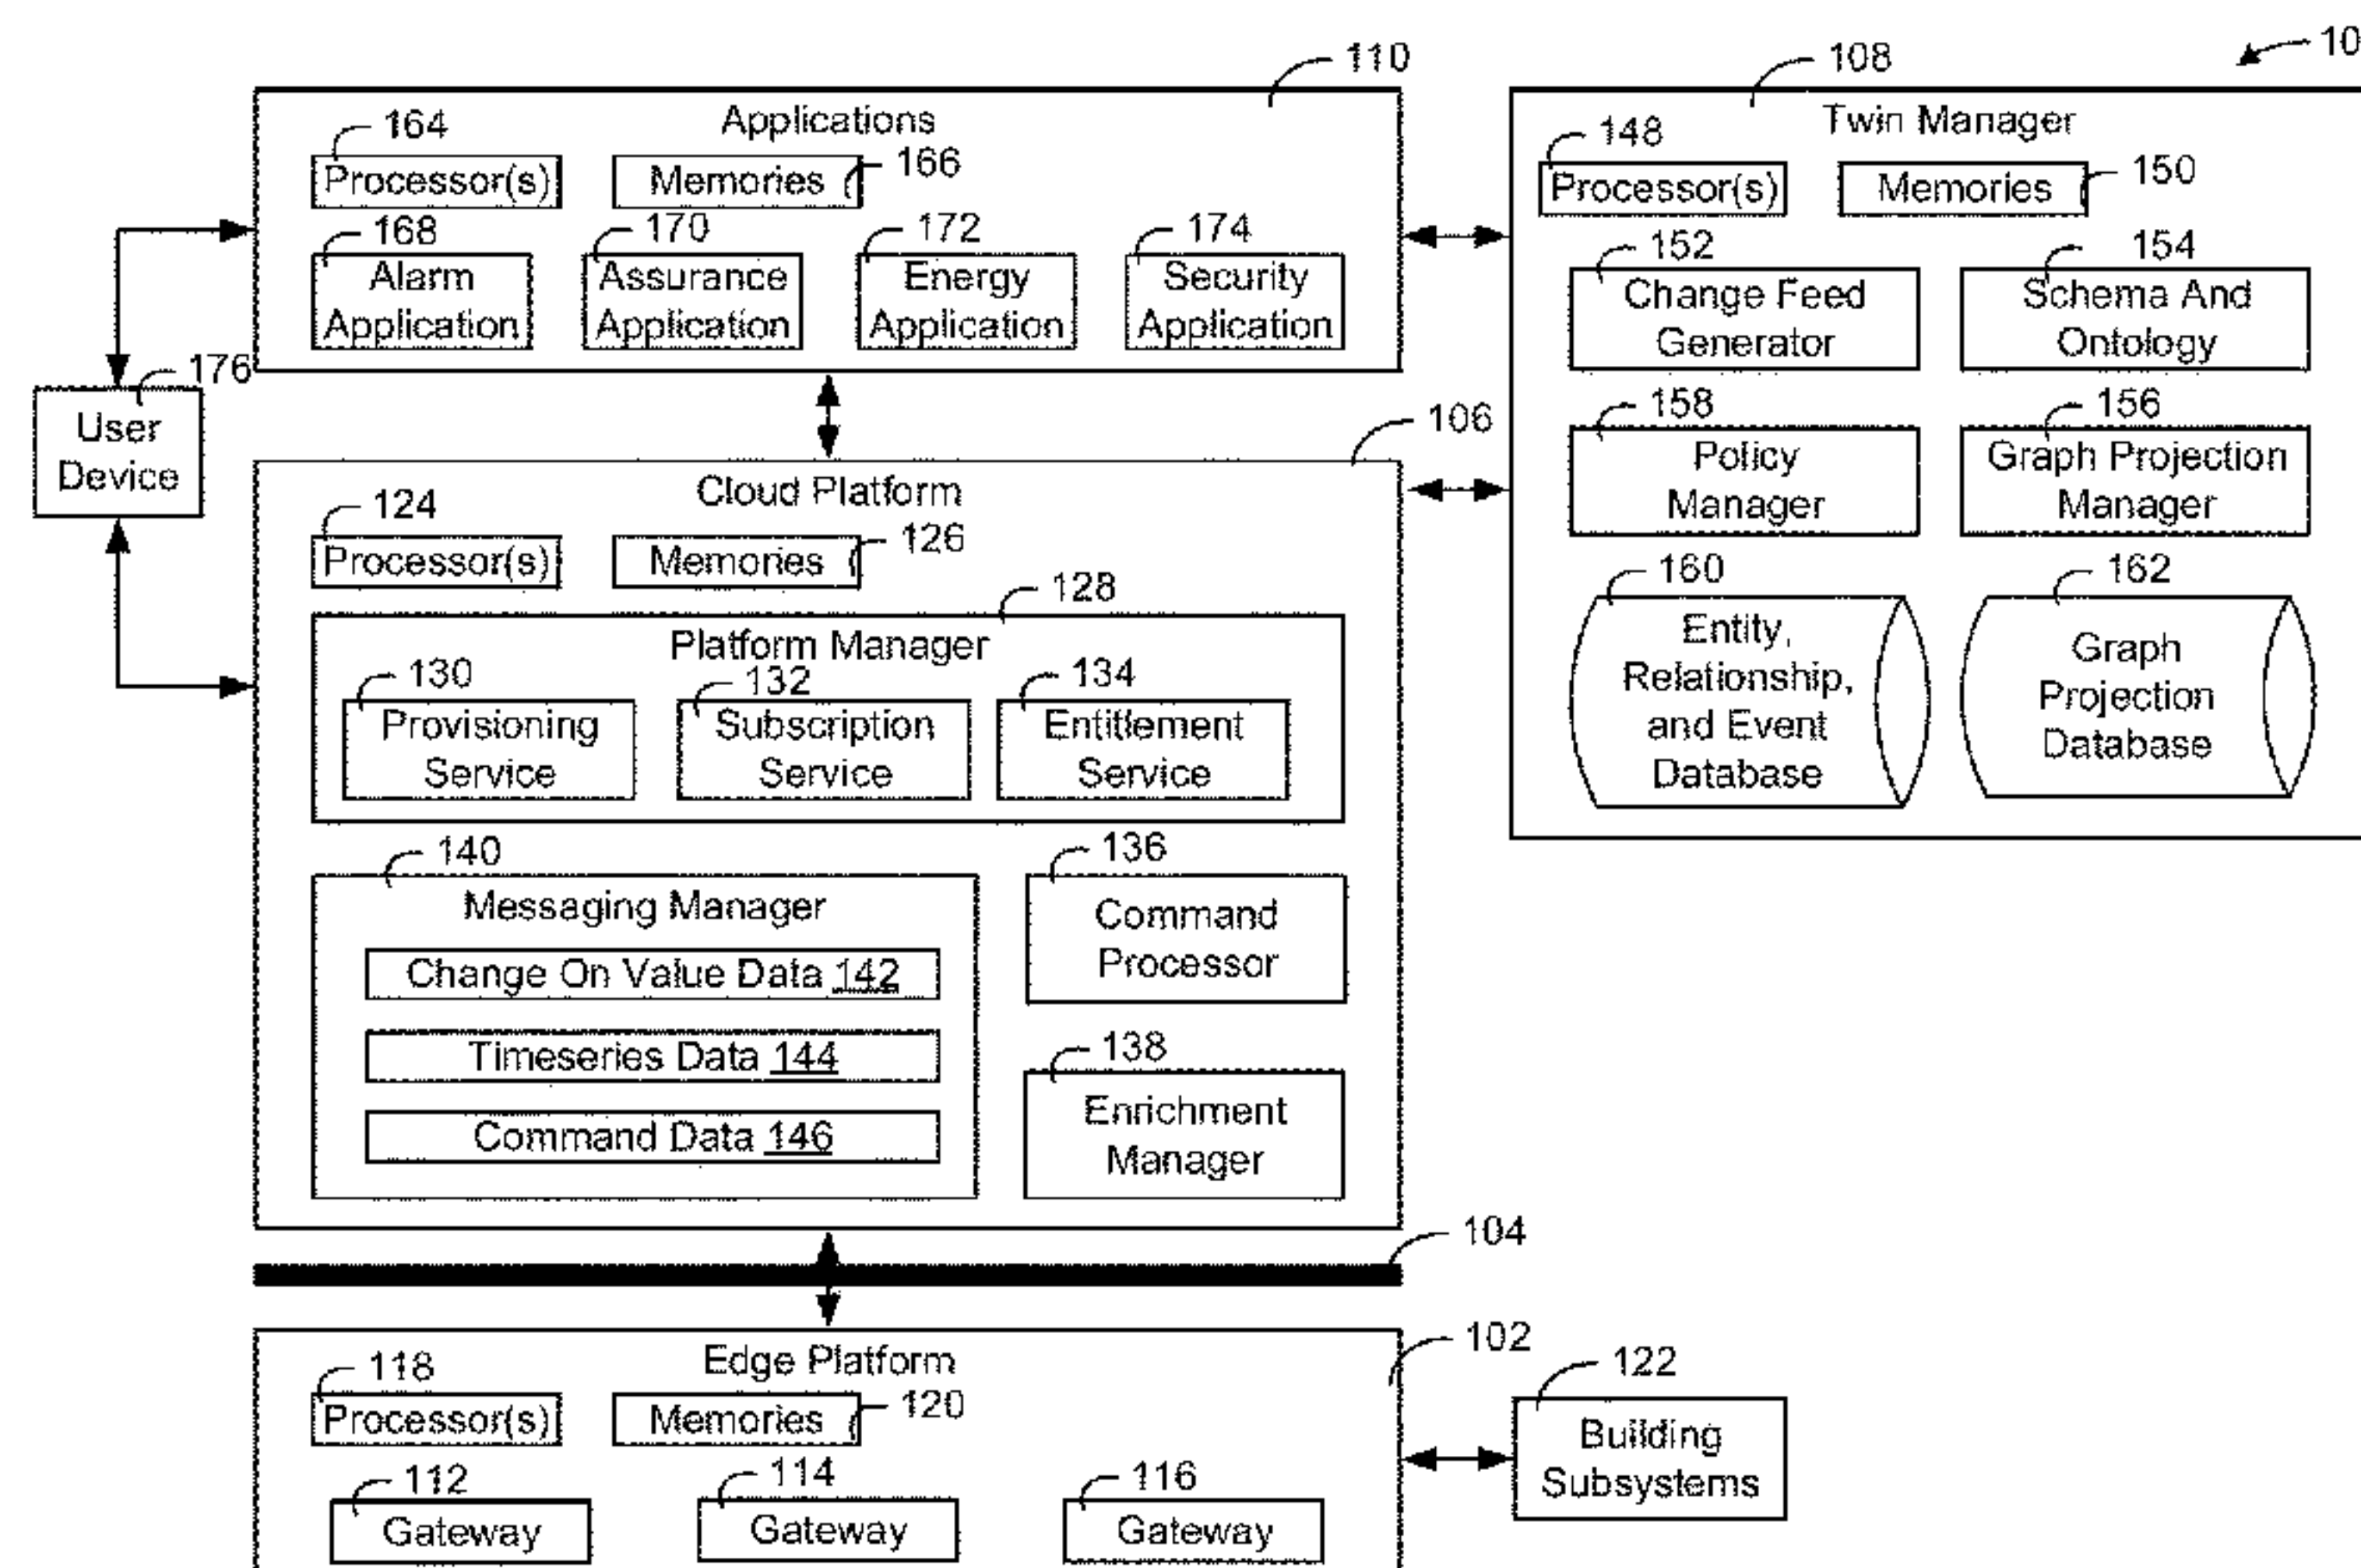 10
110
Applications
164
Processor(s)
Memories
166
168
Alarm
Application
170
Assurance
Application
172
Energy
Application
174
Security
Application
108
Twin Manager
148
Processor(s)
Memories
150
152
Change Feed
Generator
154
Schema And
Ontology
158
Policy
Manager
156
Graph Projection
Manager
160
Entity,
Relationship,
and Event
Database
162
Graph
Projection
Database
176
User
Device
106
Cloud Platform
124
Processor(s)
Memories
126
128
Platform Manager
130
Provisioning
Service
132
Subscription
Service
134
Entitlement
Service
140
Messaging Manager
Change On Value Data 142
Timeseries Data 144
Command Data 146
136
Command
Processor
138
Enrichment
Manager
104
102
Edge Platform
118
Processor(s)
Memories
120
112
Gateway
114
Gateway
116
Gateway
122
Building
Subsystems